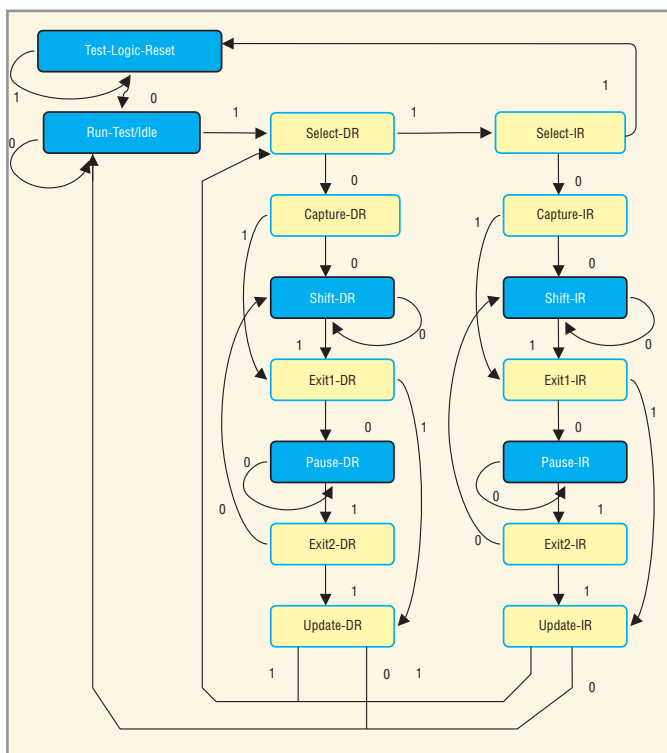 Test-Logic-Reset
1
1
0
Run-Test/Idle
1
Select-DR
1
Select-IR
0
0
0
Capture-DR
Capture-IR
1
1
0
0
Shift-DR
Shift-IR
0
0
1
1
Exit1-DR
Exit1-IR
1
1
0
0
Pause-DR
Pause-IR
0
0
1
1
0
0
Exit2-DR
Exit2-IR
1
1
Update-DR
Update-IR
1
0
1
0